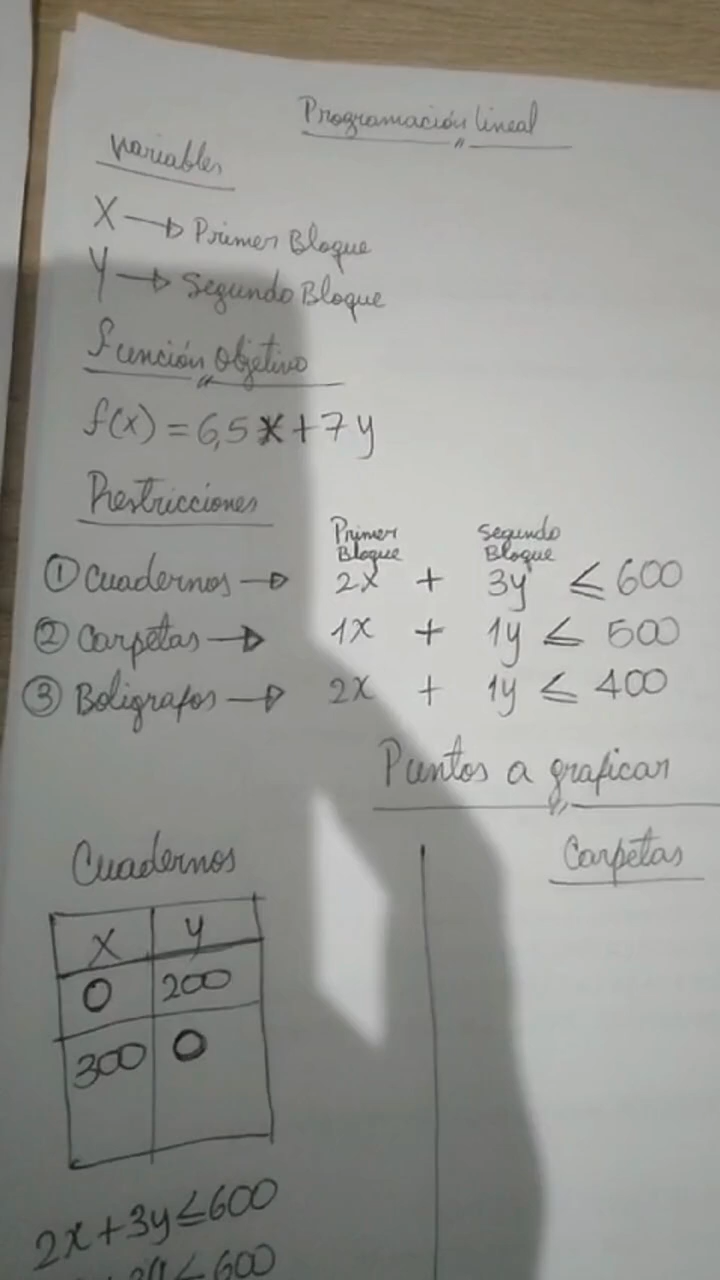 Programación lineal
variables
X → Primer Bloque
Y → Segundo Bloque
función objetivo
f(x) = 6,5x + 7y
Restricciones
Primer Bloque Segundo Bloque
① Cuadernos → 2x + 3y ≤ 600
② Carpetas → 1x + 1y ≤ 500
③ Boligrafos → 2x + 1y ≤ 400
Puntos a graficar
Cuadernos
X Y
0 200
300 0
2x + 3y ≤ 600
≤ 600
Carpetas